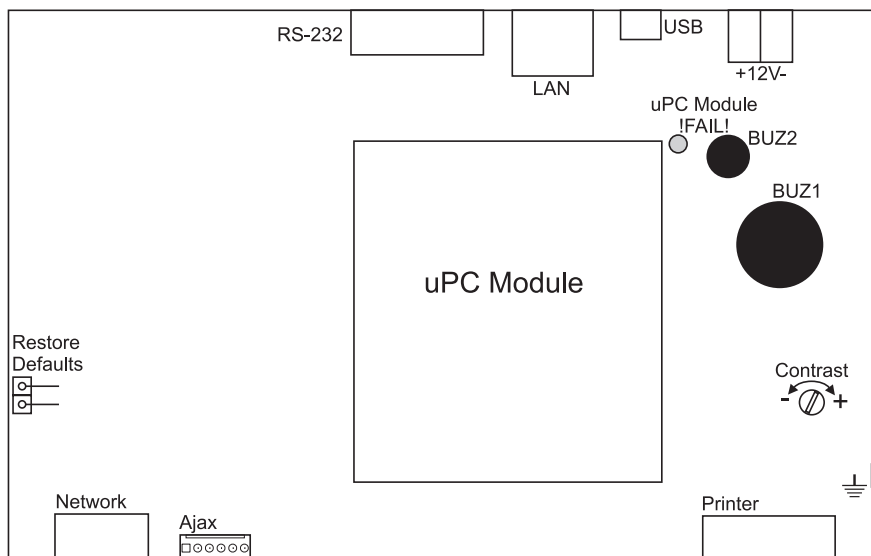 RS-232
LAN
USB
+12V-
uPC Module
!FAIL!
BUZ2
BUZ1
uPC Module
Restore
Defaults
Contrast
- +
Network
Ajax
Printer